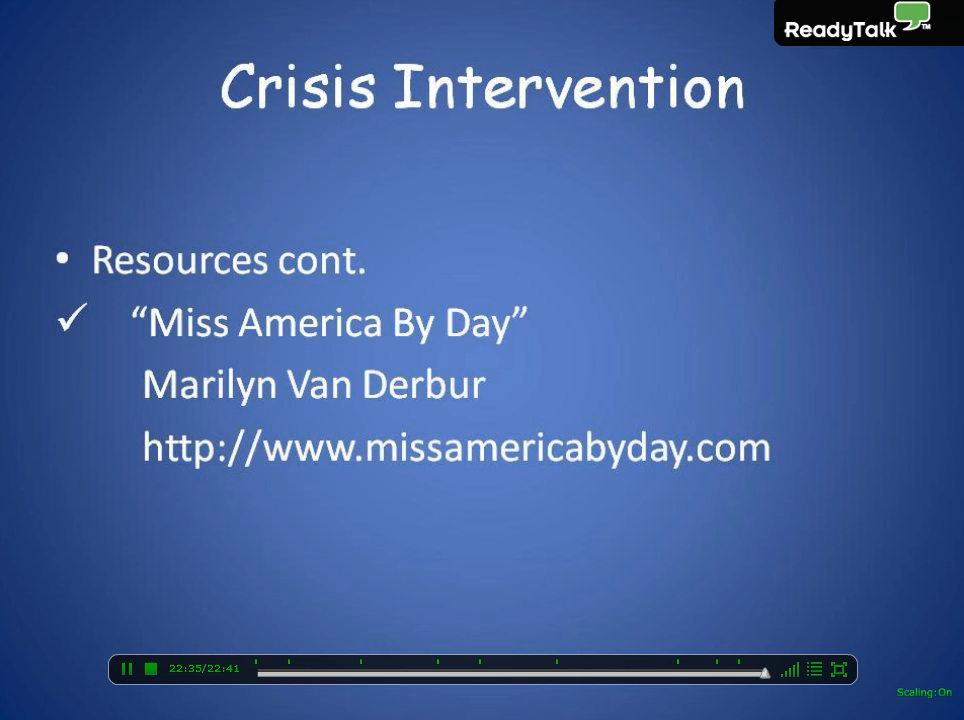 ReadyTalk™
Crisis Intervention
• Resources cont.
✓ “Miss America By Day”
Marilyn Van Derbur
http://www.missamericabyday.com
22:35/22:41
Scaling:On